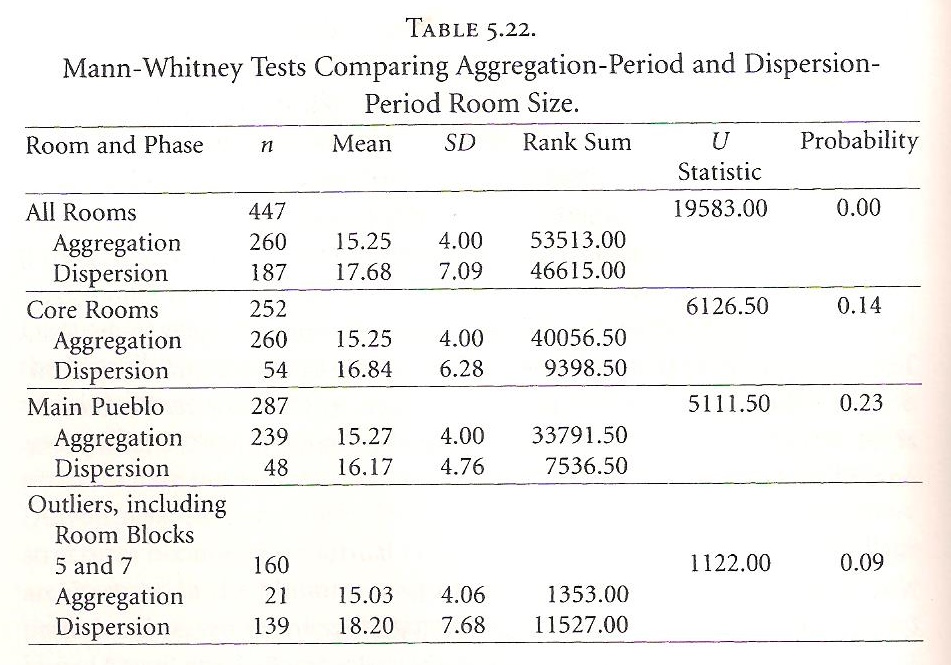 TABLE 5.22.
Mann-Whitney Tests Comparing Aggregation-Period and Dispersion-
Period Room Size.
Room and Phase n Mean SD Rank Sum U Probability
Statistic
All Rooms 447 19583.00 0.00
Aggregation 260 15.25 4.00 53513.00
Dispersion 187 17.68 7.09 46615.00
Core Rooms 252 6126.50 0.14
Aggregation 260 15.25 4.00 40056.50
Dispersion 54 16.84 6.28 9398.50
Main Pueblo 287 5111.50 0.23
Aggregation 239 15.27 4.00 33791.50
Dispersion 48 16.17 4.76 7536.50
Outliers, including
Room Blocks
5 and 7 160 1122.00 0.09
Aggregation 21 15.03 4.06 1353.00
Dispersion 139 18.20 7.68 11527.00